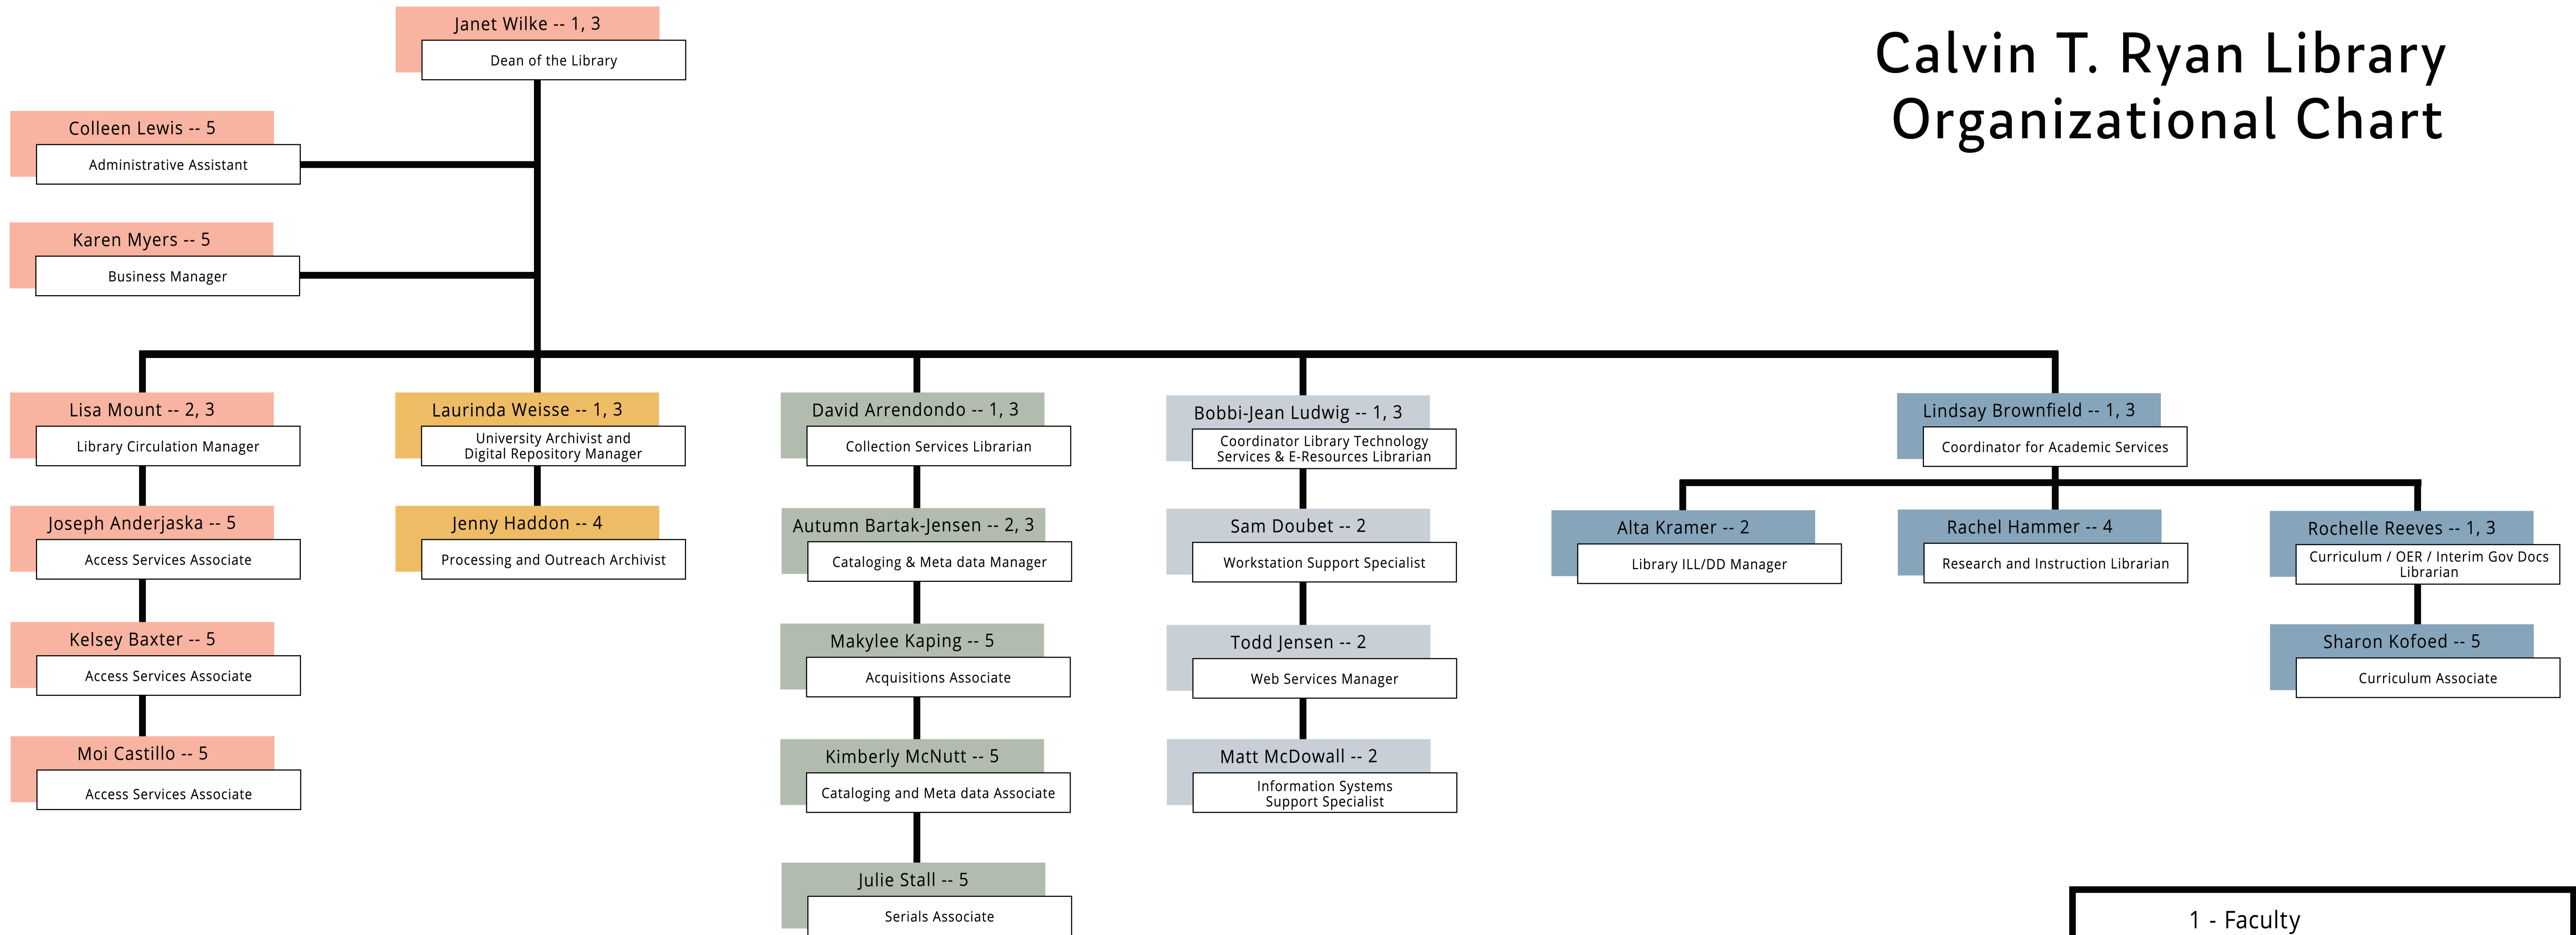 Calvin T. Ryan Library
Organizational Chart
Janet Wilke -- 1, 3
Dean of the Library
Colleen Lewis -- 5
Administrative Assistant
Karen Myers -- 5
Business Manager
Lisa Mount -- 2, 3
Library Circulation Manager
Joseph Anderjaska -- 5
Access Services Associate
Kelsey Baxter -- 5
Access Services Associate
Moi Castillo -- 5
Access Services Associate
Laurinda Weisse -- 1, 3
University Archivist and
Digital Repository Manager
Jenny Haddon -- 4
Processing and Outreach Archivist
David Arrendondo -- 1, 3
Collection Services Librarian
Autumn Bartak-Jensen -- 2, 3
Cataloging & Meta data Manager
Makylee Kaping -- 5
Acquisitions Associate
Kimberly McNutt -- 5
Cataloging and Meta data Associate
Julie Stall -- 5
Serials Associate
Bobbi-Jean Ludwig -- 1, 3
Coordinator Library Technology
Services & E-Resources Librarian
Sam Doubet -- 2
Workstation Support Specialist
Todd Jensen -- 2
Web Services Manager
Matt McDowall -- 2
Information Systems
Support Specialist
Lindsay Brownfield -- 1, 3
Coordinator for Academic Services
Alta Kramer -- 2
Library ILL/DD Manager
Rachel Hammer -- 4
Research and Instruction Librarian
Rochelle Reeves -- 1, 3
Curriculum / OER / Interim Gov Docs
Librarian
Sharon Kofoed -- 5
Curriculum Associate
1 - Faculty